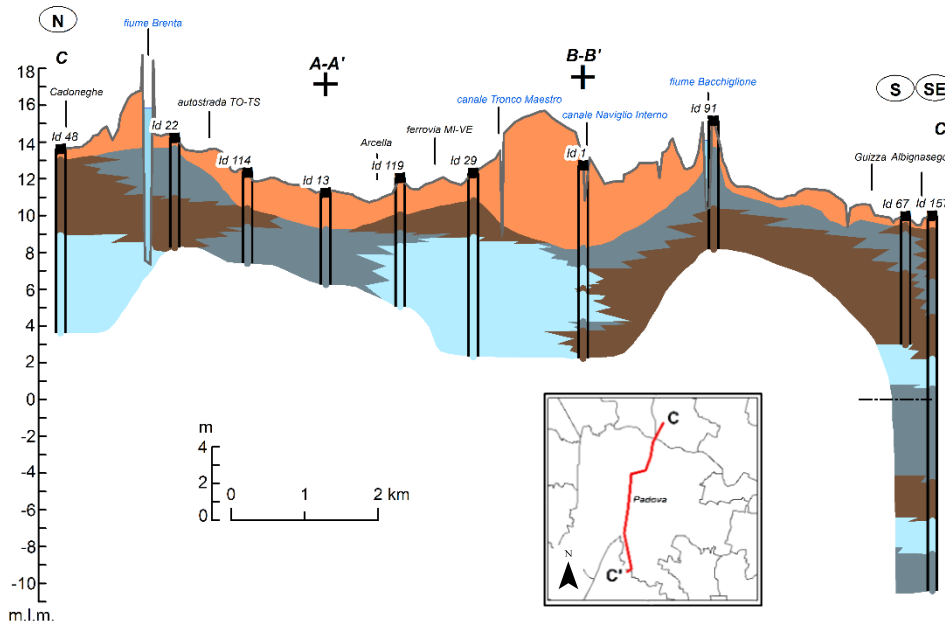 N
fiume Brenta
C
A-A'
B-B'
fiume Bacchiglione
S
SE
C
Cadoneghe
autostrada TO-TS
canale Tronco Maestro
canale Naviglio Interno
Arcella
ferrovia MI-VE
Guizza
Albignasego
Id 48
Id 22
Id 114
Id 13
Id 119
Id 29
Id 1
Id 91
Id 67
Id 157
18
16
14
12
10
8
6
4
2
0
-2
-4
-6
-8
-10
m.l.m.
m
4
2
0
0
1
2 km
C
Padova
N
C'